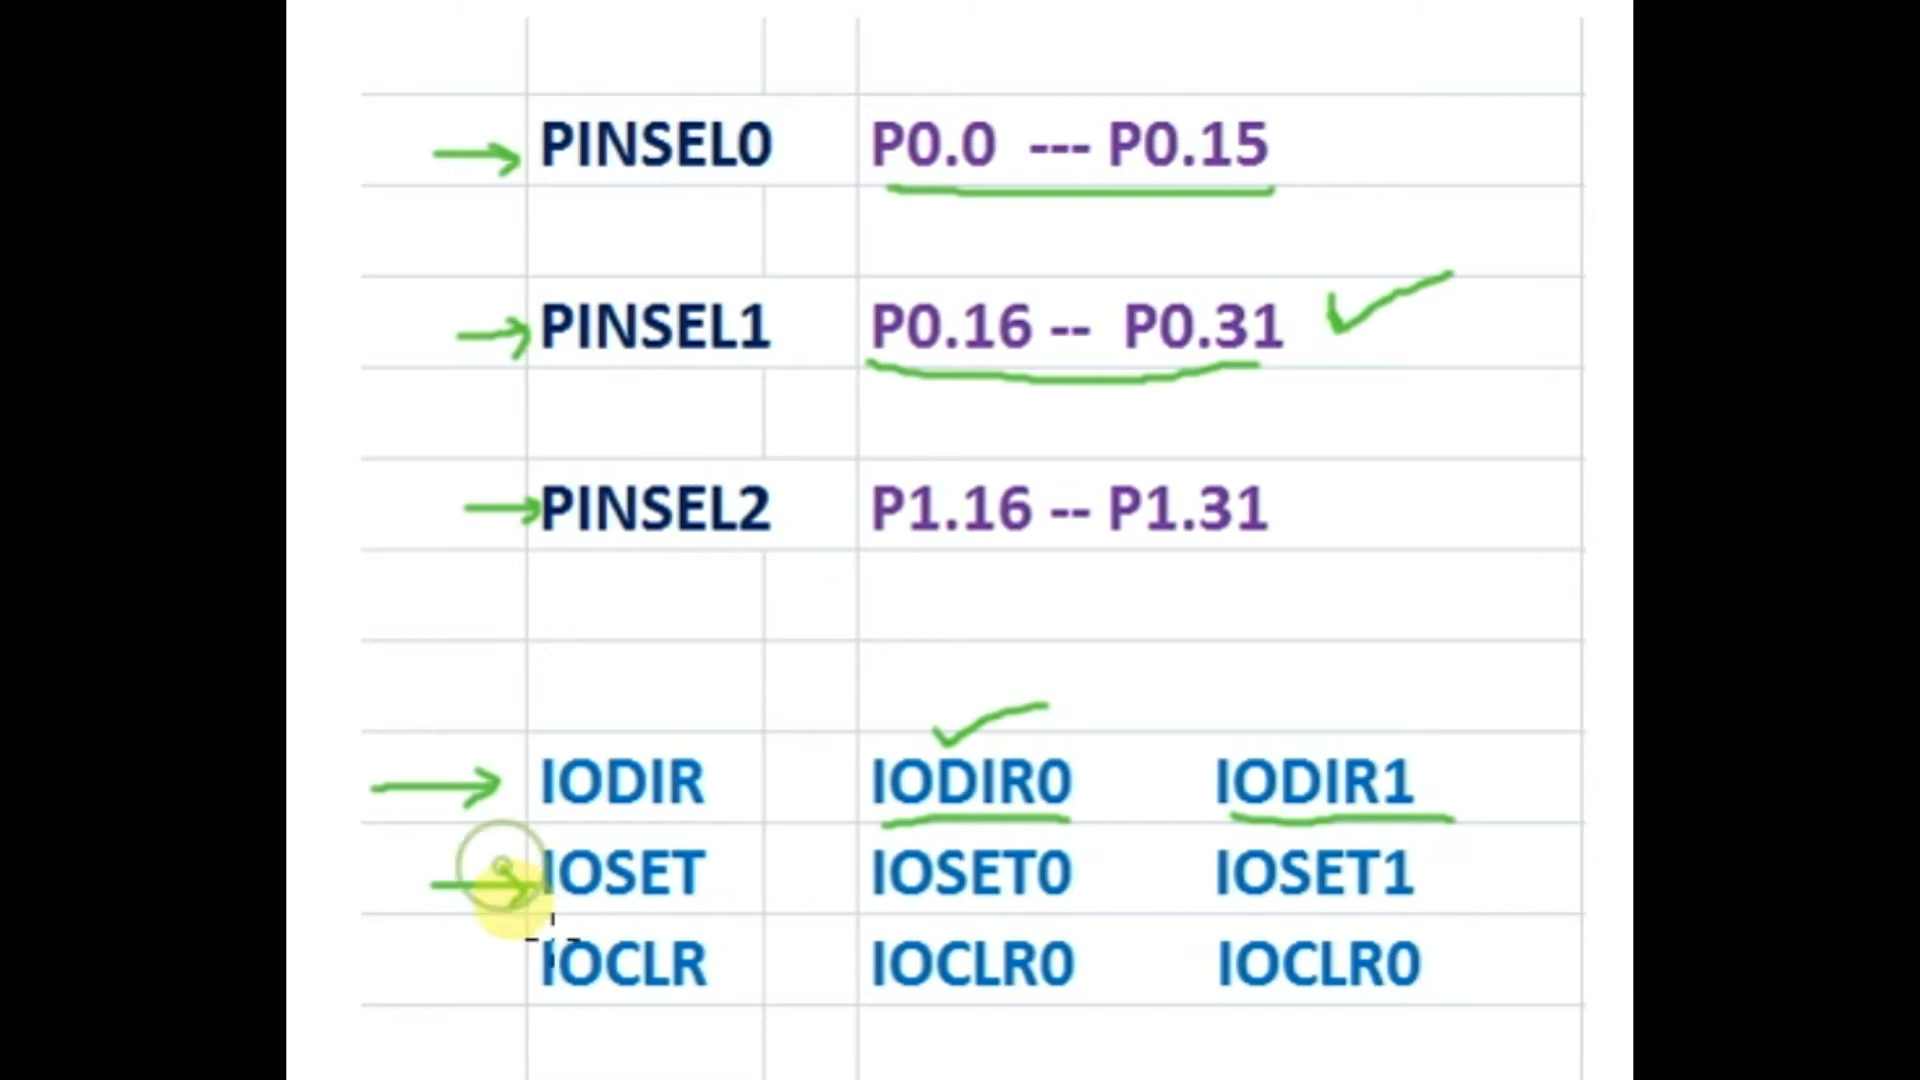 PINSEL0 P0.0 --- P0.15
PINSEL1 P0.16 -- P0.31
PINSEL2 P1.16 -- P1.31
IODIR IODIR0 IODIR1
IOSET IOSET0 IOSET1
IOCLR IOCLR0 IOCLR0